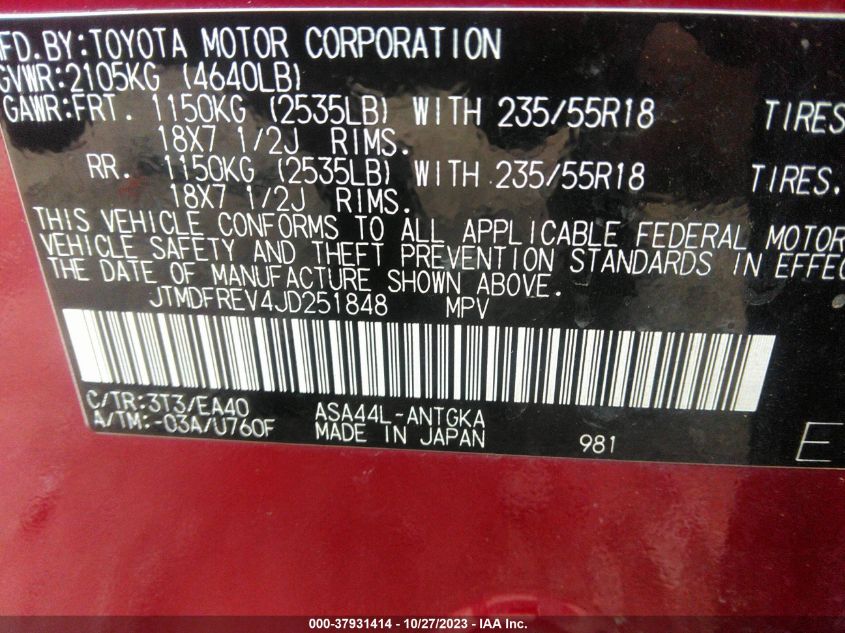 FD.BY:TOYOTA MOTOR CORPORATION
GVWR:2105KG (4640LB)
GAWR:FRT. 1150KG (2535LB) WITH 235/55R18 TIRES
18X7 1/2J RIMS.
RR. 1150KG (2535LB) WITH 235/55R18 TIRES.
18X7 1/2J RIMS.
THIS VEHICLE CONFORMS TO ALL APPLICABLE FEDERAL MOTOR
VEHICLE SAFETY AND THEFT PREVENTION STANDARDS IN EFFEC
THE DATE OF MANUFACTURE SHOWN ABOVE.
JTMDFREV4JD251848 MPV
C/TR:3T3/EA40 ASA44L-ANTGKA
A/TM:-03A/U760F MADE IN JAPAN 981 E
000-37931414 - 10/27/2023 - IAA Inc.